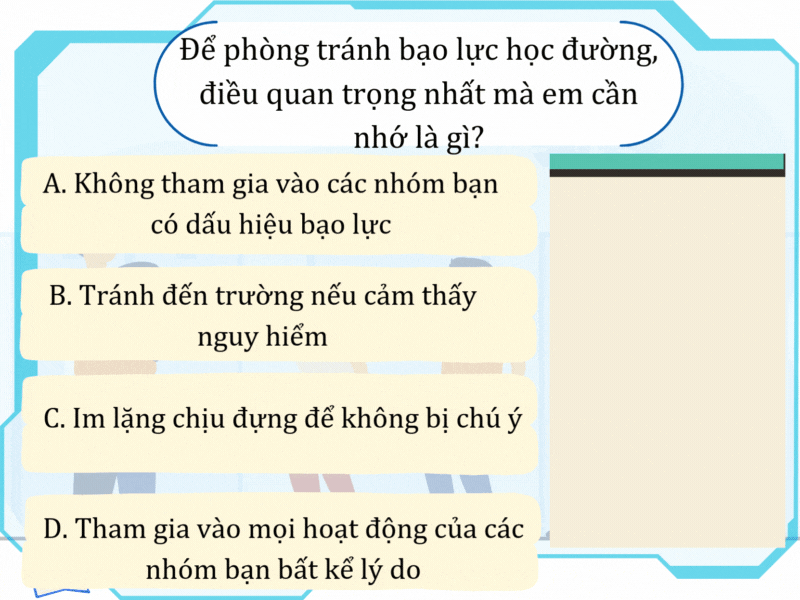 Để phòng tránh bạo lực học đường,
điều quan trọng nhất mà em cần
nhớ là gì?
A. Không tham gia vào các nhóm bạn
có dấu hiệu bạo lực
B. Tránh đến trường nếu cảm thấy
nguy hiểm
C. Im lặng chịu đựng để không bị chú ý
D. Tham gia vào mọi hoạt động của các
nhóm bạn bất kể lý do